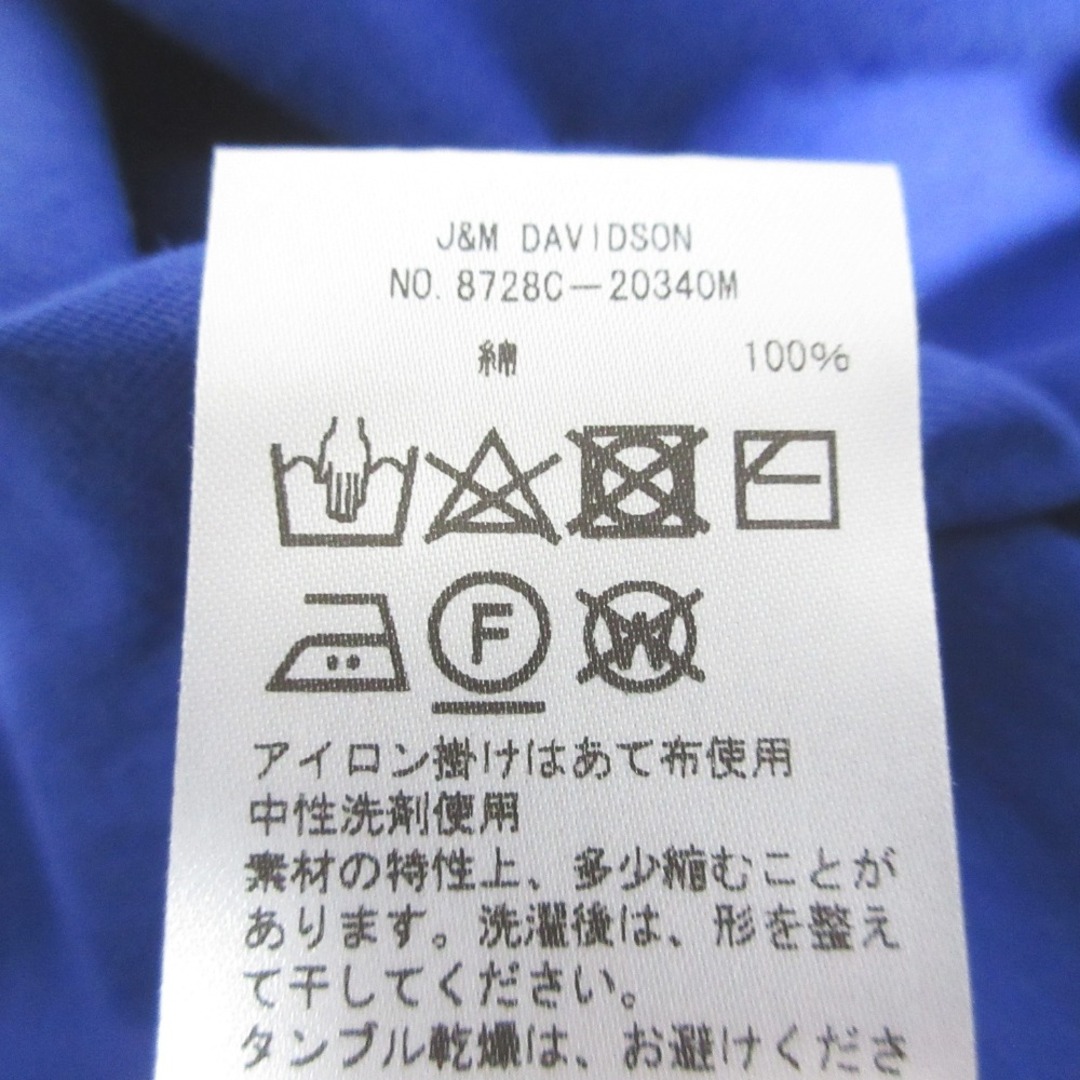 J&M DAVIDSON
NO. 8728C－20340M
綿 100%
F
W
アイロン掛けはあて布使用
中性洗剤使用
素材の特性上、多少縮むことが
あります。洗濯後は、形を整え
て干してください。
タンブル乾燥は、お避けくださ